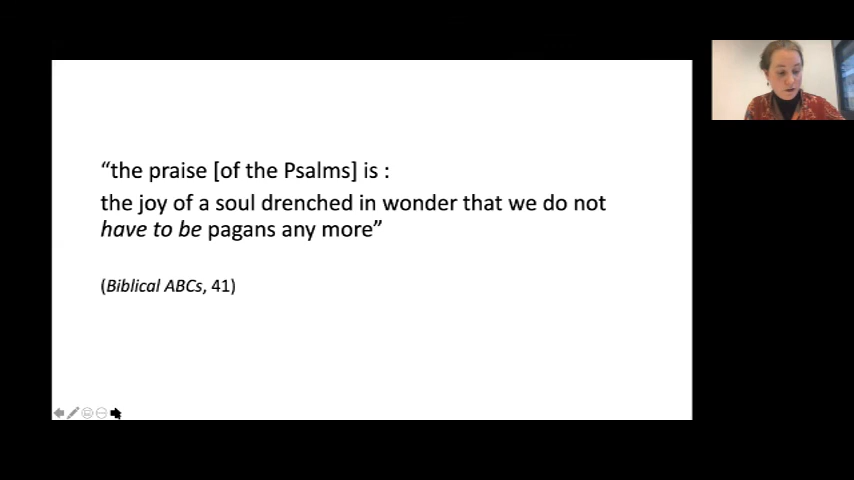 “the praise [of the Psalms] is :
the joy of a soul drenched in wonder that we do not
have to be pagans any more”
(Biblical ABCs, 41)